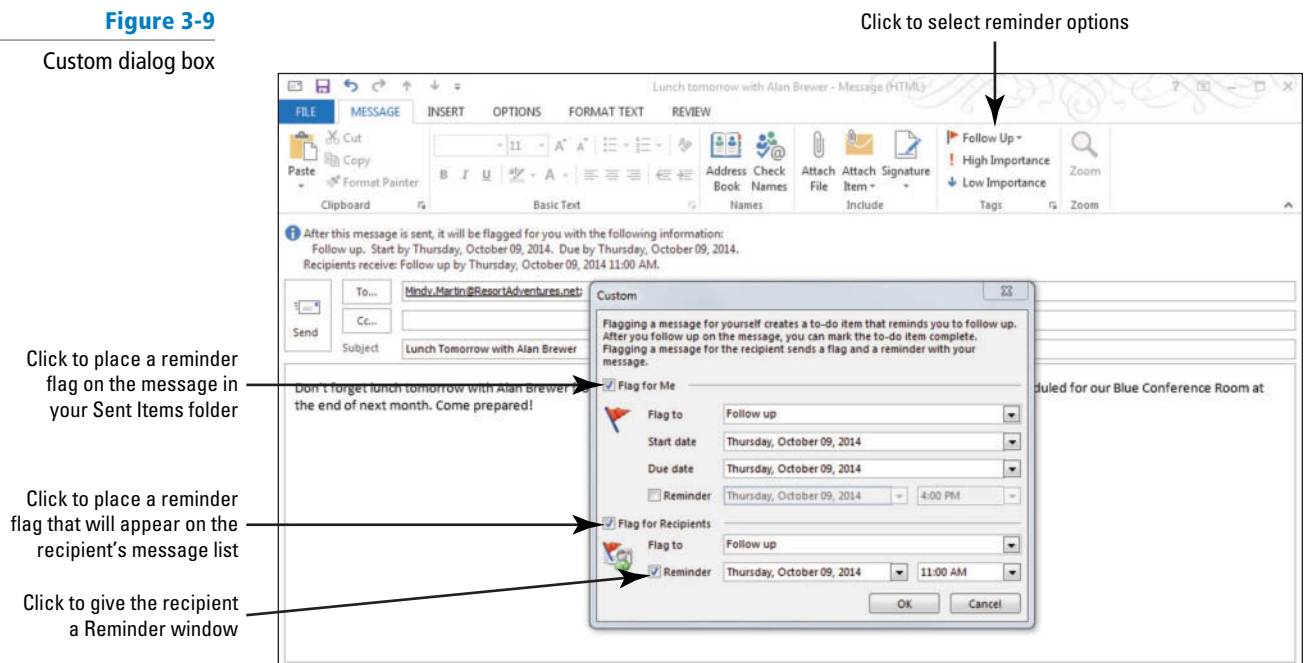 Figure 3-9
Custom dialog box
Click to select reminder options
Lunch tomorrow with Alan Brewer - Message (HTML)
FILE MESSAGE INSERT OPTIONS FORMAT TEXT REVIEW
Paste
Cut
Copy
Format Painter
Clipboard
11
B I U
Basic Text
Address Book
Check Names
Names
Attach File
Attach Item
Signature
Include
Follow Up
High Importance
Low Importance
Tags
Zoom
Zoom
After this message is sent, it will be flagged for you with the following information:
Follow up. Start by Thursday, October 09, 2014. Due by Thursday, October 09, 2014.
Recipients receive: Follow up by Thursday, October 09, 2014 11:00 AM.
Send
To... Mindy.Martin@ResortAdventures.net;
Cc...
Subject Lunch Tomorrow with Alan Brewer
Don't forget lunch tomorrow with Alan Brewer
duled for our Blue Conference Room at
the end of next month. Come prepared!
Custom
Flagging a message for yourself creates a to-do item that reminds you to follow up.
After you follow up on the message, you can mark the to-do item complete.
Flagging a message for the recipient sends a flag and a reminder with your
message.
Flag for Me
Flag to Follow up
Start date Thursday, October 09, 2014
Due date Thursday, October 09, 2014
Reminder Thursday, October 09, 2014 4:00 PM
Flag for Recipients
Flag to Follow up
Reminder Thursday, October 09, 2014 11:00 AM
OK Cancel
Click to place a reminder
flag on the message in
your Sent Items folder
Click to place a reminder
flag that will appear on the
recipient's message list
Click to give the recipient
a Reminder window